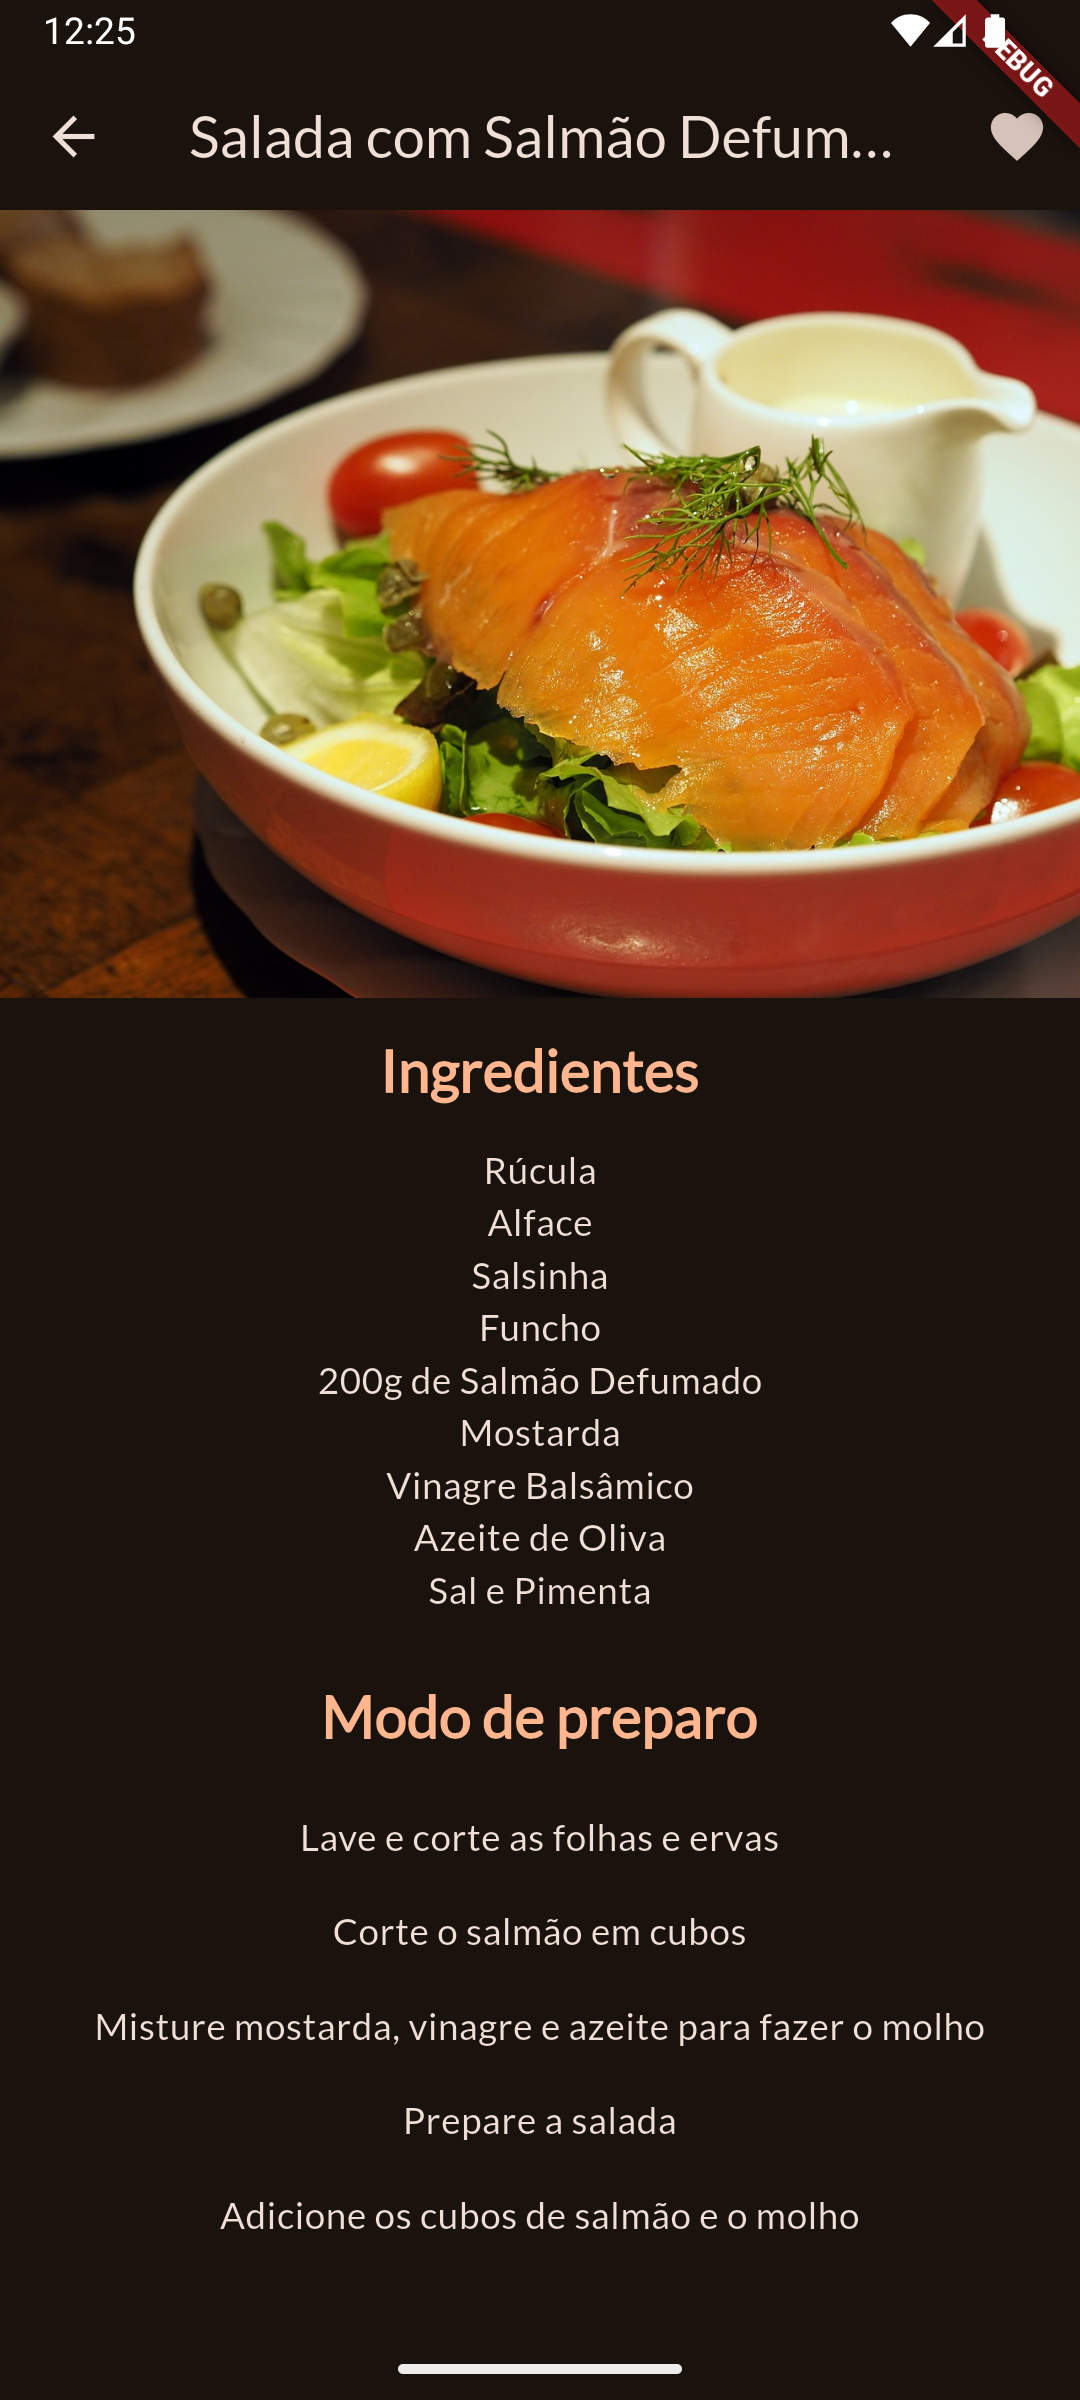 12:25
DEBUG
Salada com Salmão Defum...
Ingredientes
Rúcula
Alface
Salsinha
Funcho
200g de Salmão Defumado
Mostarda
Vinagre Balsâmico
Azeite de Oliva
Sal e Pimenta
Modo de preparo
Lave e corte as folhas e ervas
Corte o salmão em cubos
Misture mostarda, vinagre e azeite para fazer o molho
Prepare a salada
Adicione os cubos de salmão e o molho